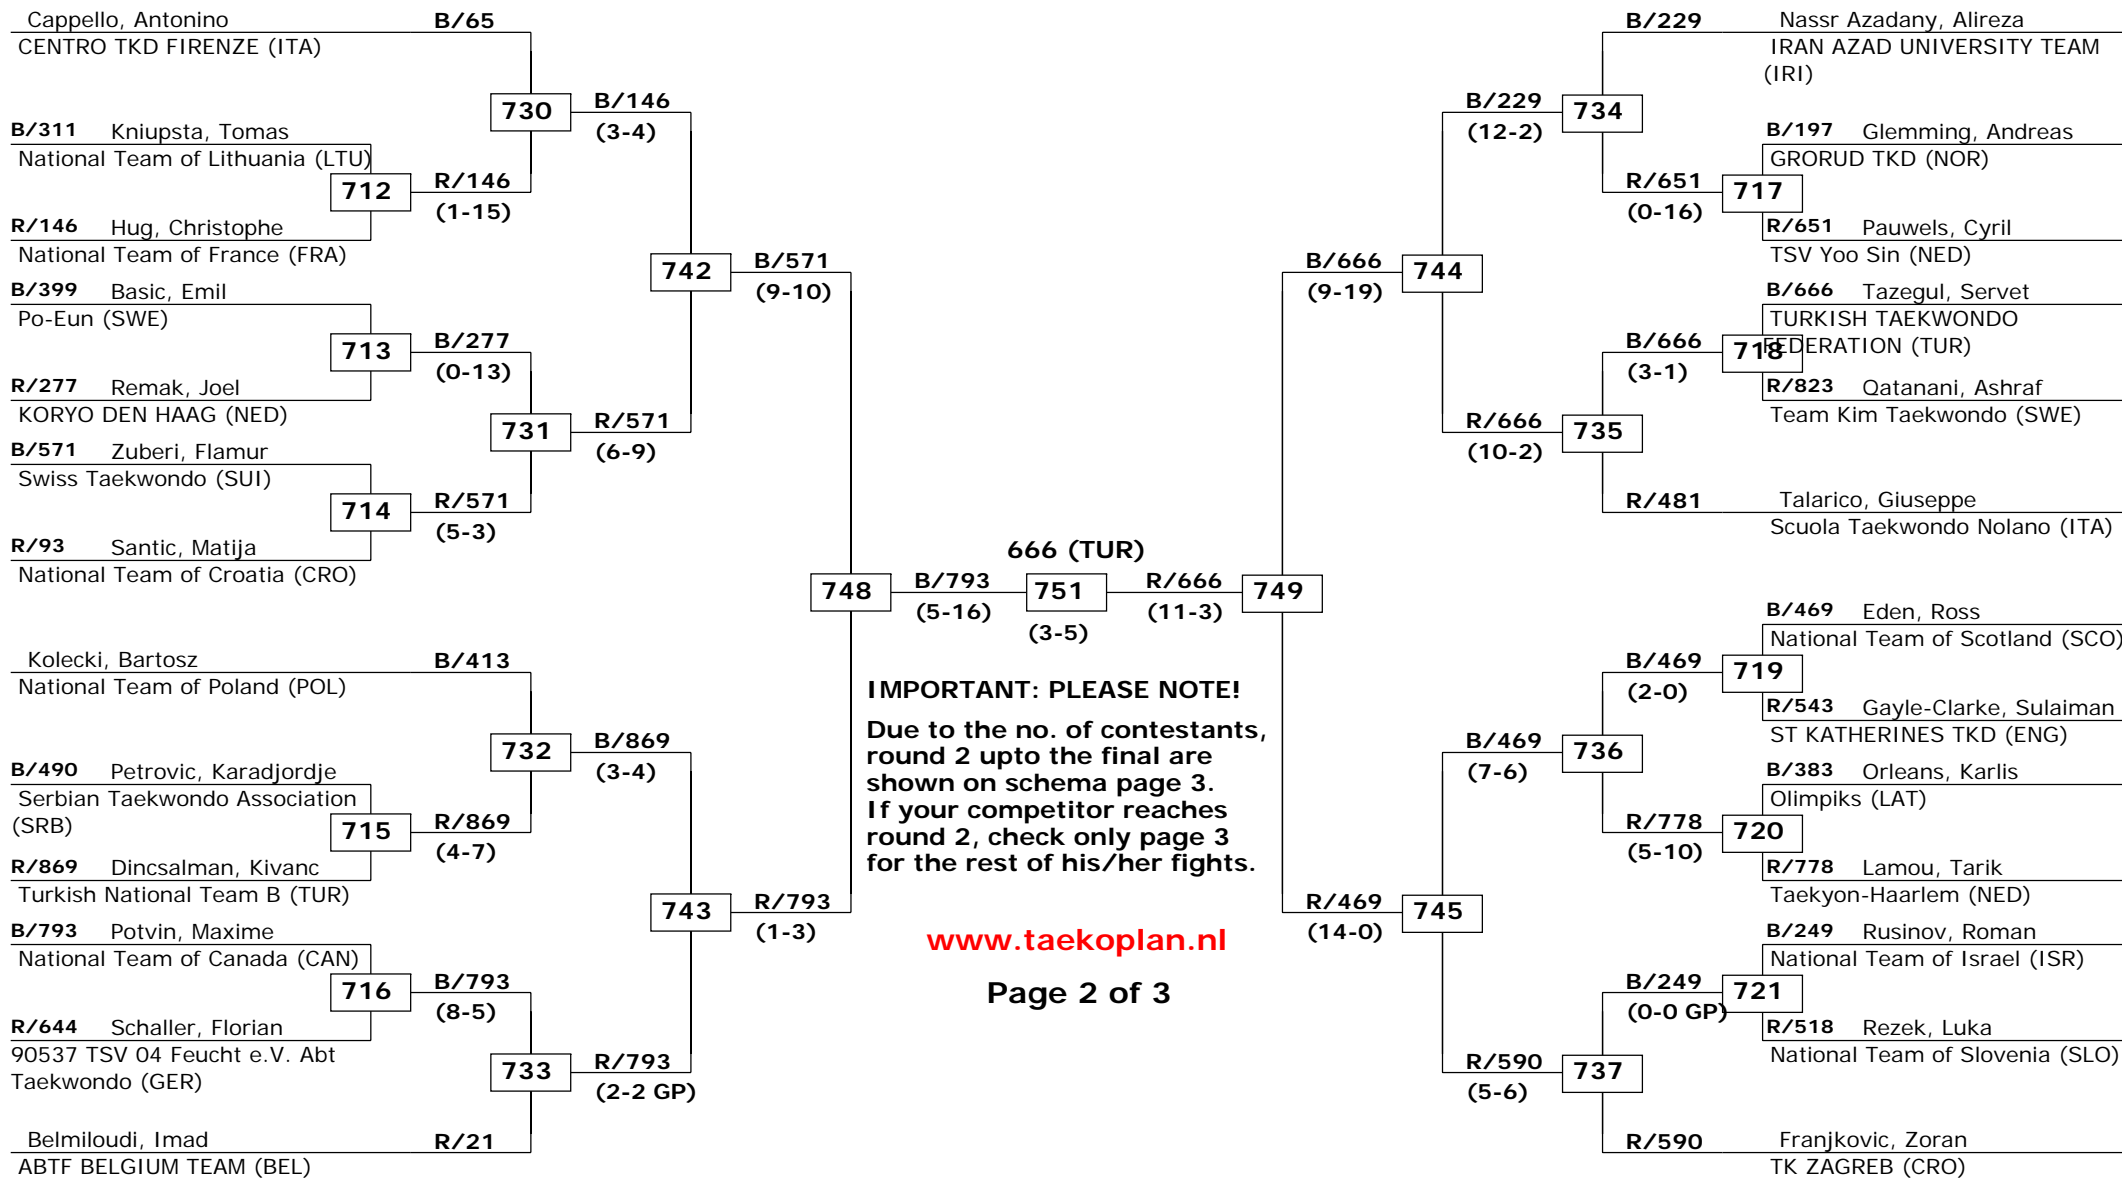 Cappello, Antonino
B/65
CENTRO TKD FIRENZE (ITA)
730
B/146
(3-4)
B/311 Kniupsta, Tomas
National Team of Lithuania (LTU)
712
R/146
(1-15)
R/146 Hug, Christophe
National Team of France (FRA)
742
B/571
(9-10)
B/399 Basic, Emil
Po-Eun (SWE)
713
B/277
(0-13)
R/277 Remak, Joel
KORYO DEN HAAG (NED)
731
R/571
(6-9)
B/571 Zuberi, Flamur
Swiss Taekwondo (SUI)
714
R/571
(5-3)
R/93 Santic, Matija
National Team of Croatia (CRO)
748
B/793
(5-16)
666 (TUR)
751
(3-5)
R/666
(11-3)
749
Kolecki, Bartosz
B/413
National Team of Poland (POL)
732
B/869
(3-4)
B/490 Petrovic, Karadjordje
Serbian Taekwondo Association
(SRB)
715
R/869
(4-7)
R/869 Dincsalman, Kivanc
Turkish National Team B (TUR)
743
R/793
(1-3)
B/793 Potvin, Maxime
National Team of Canada (CAN)
716
B/793
(8-5)
R/644 Schaller, Florian
90537 TSV 04 Feucht e.V. Abt
Taekwondo (GER)
733
R/793
(2-2 GP)
Belmiloudi, Imad
R/21
ABTF BELGIUM TEAM (BEL)
IMPORTANT: PLEASE NOTE!
Due to the no. of contestants,
round 2 upto the final are
shown on schema page 3.
If your competitor reaches
round 2, check only page 3
for the rest of his/her fights.
www.taekoplan.nl
Page 2 of 3
B/229
Nassr Azadany, Alireza
IRAN AZAD UNIVERSITY TEAM
(IRI)
B/229
(12-2)
734
B/197 Glemming, Andreas
GRORUD TKD (NOR)
R/651
(0-16)
717
R/651 Pauwels, Cyril
TSV Yoo Sin (NED)
B/666
(9-19)
744
B/666 Tazegul, Servet
TURKISH TAEKWONDO
FEDERATION (TUR)
B/666
(3-1)
718
R/823 Qatanani, Ashraf
Team Kim Taekwondo (SWE)
R/666
(10-2)
735
R/481
Talarico, Giuseppe
Scuola Taekwondo Nolano (ITA)
B/469 Eden, Ross
National Team of Scotland (SCO)
B/469
(2-0)
719
R/543 Gayle-Clarke, Sulaiman
ST KATHERINES TKD (ENG)
B/469
(7-6)
736
B/383 Orleans, Karlis
Olimpiks (LAT)
R/778
(5-10)
720
R/778 Lamou, Tarik
Taekyon-Haarlem (NED)
R/469
(14-0)
745
B/249 Rusinov, Roman
National Team of Israel (ISR)
B/249
(0-0 GP)
721
R/518 Rezek, Luka
National Team of Slovenia (SLO)
R/590
(5-6)
737
R/590
Franjkovic, Zoran
TK ZAGREB (CRO)